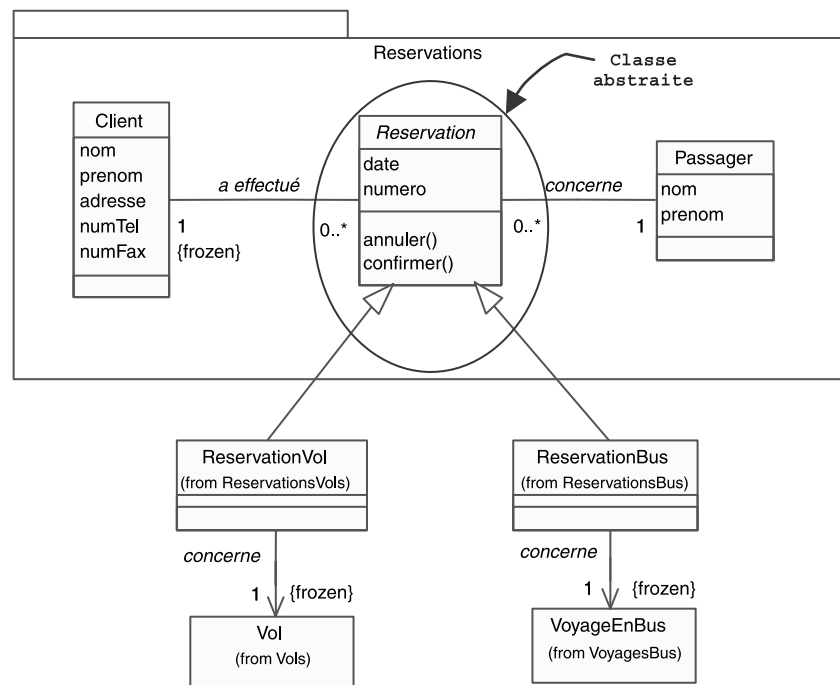 Reservations
Classe
abstraite
Client
nom
prenom
adresse
numTel
numFax
a effectué
1
{frozen}
0..*
Reservation
date
numero
annuler()
confirmer()
concerne
0..*
1
Passager
nom
prenom
ReservationVol
(from ReservationsVols)
ReservationBus
(from ReservationsBus)
concerne
1
{frozen}
concerne
1
{frozen}
Vol
(from Vols)
VoyageEnBus
(from VoyagesBus)